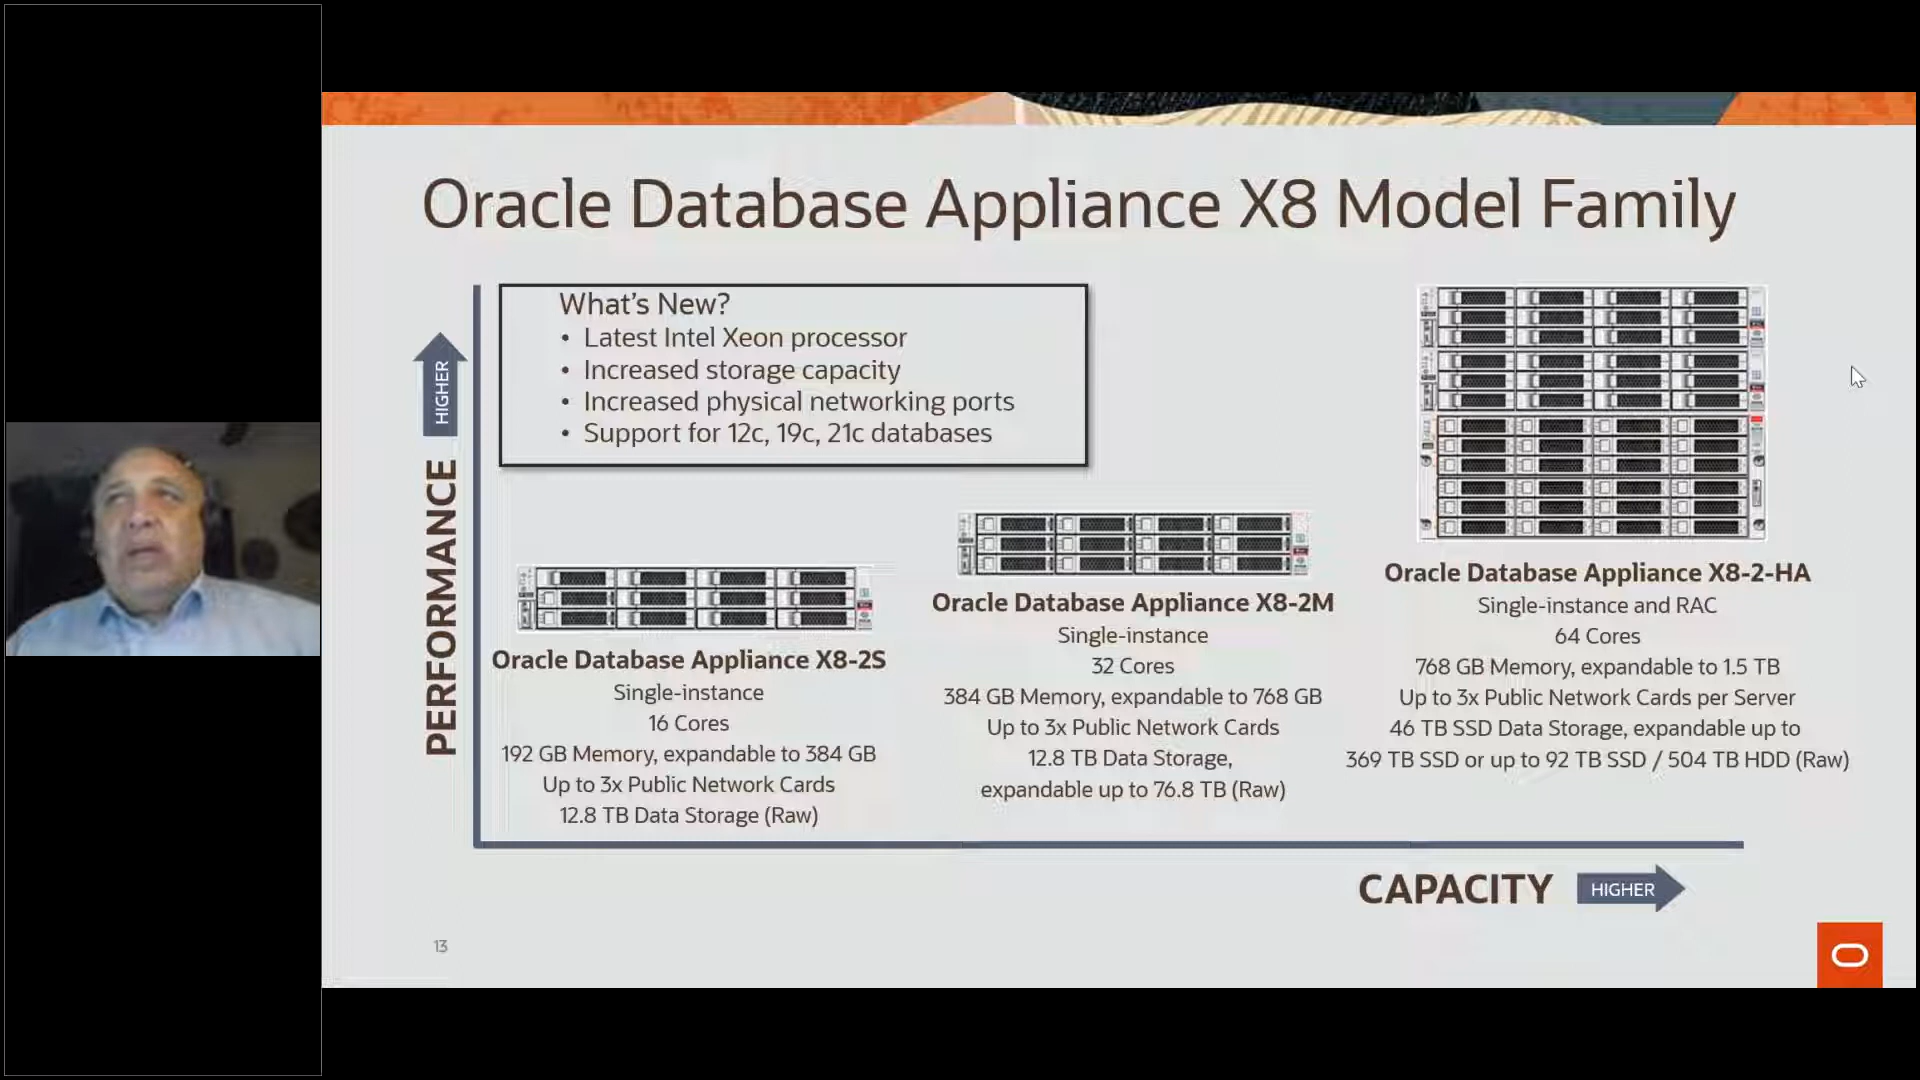 Oracle Database Appliance X8 Model Family
What's New?
• Latest Intel Xeon processor
• Increased storage capacity
• Increased physical networking ports
• Support for 12c, 19c, 21c databases
HIGHER
PERFORMANCE
Oracle Database Appliance X8-2S
Single-instance
16 Cores
192 GB Memory, expandable to 384 GB
Up to 3x Public Network Cards
12.8 TB Data Storage (Raw)
Oracle Database Appliance X8-2M
Single-instance
32 Cores
384 GB Memory, expandable to 768 GB
Up to 3x Public Network Cards
12.8 TB Data Storage,
expandable up to 76.8 TB (Raw)
Oracle Database Appliance X8-2-HA
Single-instance and RAC
64 Cores
768 GB Memory, expandable to 1.5 TB
Up to 3x Public Network Cards per Server
46 TB SSD Data Storage, expandable up to
369 TB SSD or up to 92 TB SSD / 504 TB HDD (Raw)
CAPACITY
HIGHER
13